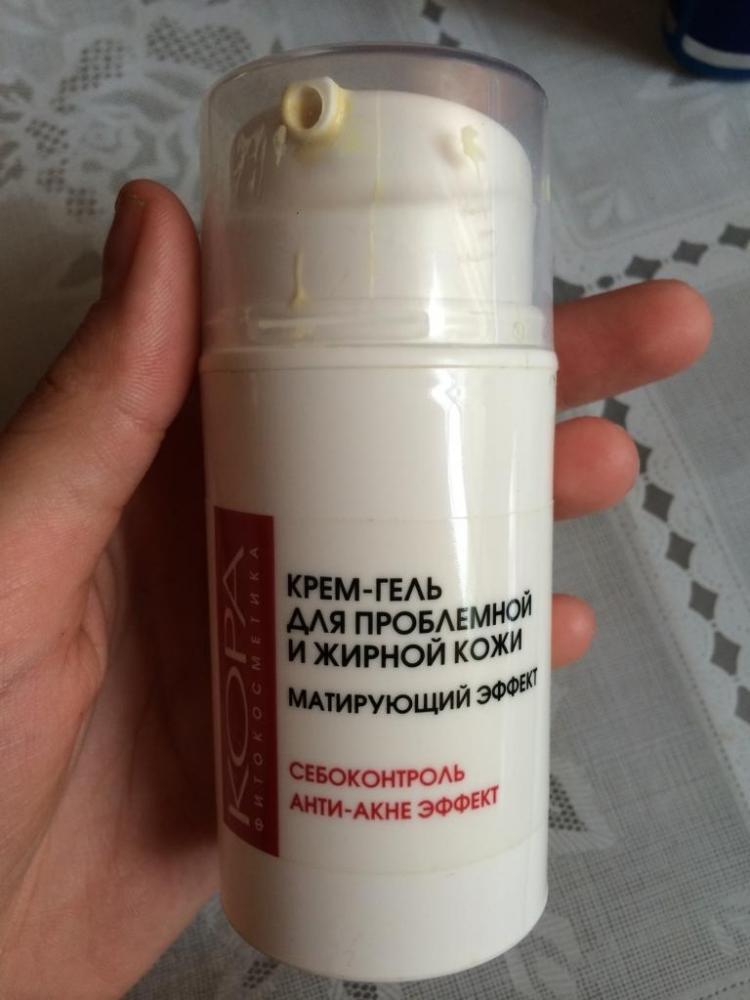 КОРА
ФИТОКОСМЕТИКА
КРЕМ-ГЕЛЬ
ДЛЯ ПРОБЛЕМНОЙ
И ЖИРНОЙ КОЖИ
МАТИРУЮЩИЙ ЭФФЕКТ
СЕБОКОНТРОЛЬ
АНТИ-АКНЕ ЭФФЕКТ